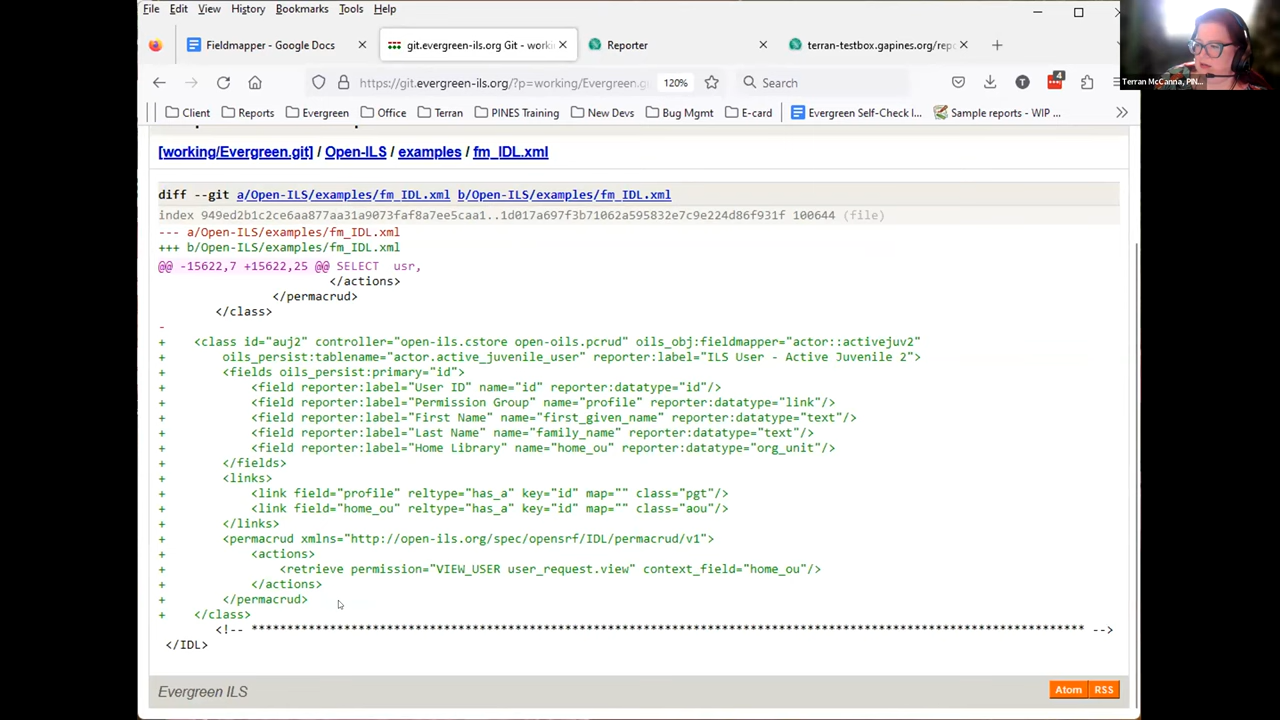 File Edit View History Bookmarks Tools Help
Fieldmapper - Google Docs
git.evergreen-ils.org Git - worki
Reporter
terran-testbox.gapines.org/repo
https://git.evergreen-ils.org/?p=working/Evergreen.g
120%
Search
T
4
Client Reports Evergreen Office Terran PINES Training New Devs Bug Mgmt E-card Evergreen Self-Check I... Sample reports - WIP ...
Terran McCanna, PIN...
[working/Evergreen.git] / Open-ILS / examples / fm_IDL.xml
diff --git a/Open-ILS/examples/fm_IDL.xml b/Open-ILS/examples/fm_IDL.xml
index 949ed2b1c2ce6aa877aa31a9073faf8a7ee5caa1..1d017a697f3b71062a595832e7c9e224d86f931f 100644 (file)
--- a/Open-ILS/examples/fm_IDL.xml
+++ b/Open-ILS/examples/fm_IDL.xml
@@ -15622,7 +15622,25 @@ SELECT usr,
</actions>
</permacrud>
</class>
-
+ <class id="auj2" controller="open-ils.cstore open-oils.pcrud" oils_obj:fieldmapper="actor::activejuv2"
+ oils_persist:tablename="actor.active_juvenile_user" reporter:label="ILS User - Active Juvenile 2">
+ <fields oils_persist:primary="id">
+ <field reporter:label="User ID" name="id" reporter:datatype="id"/>
+ <field reporter:label="Permission Group" name="profile" reporter:datatype="link"/>
+ <field reporter:label="First Name" name="first_given_name" reporter:datatype="text"/>
+ <field reporter:label="Last Name" name="family_name" reporter:datatype="text"/>
+ <field reporter:label="Home Library" name="home_ou" reporter:datatype="org_unit"/>
+ </fields>
+ <links>
+ <link field="profile" reltype="has_a" key="id" map="" class="pgt"/>
+ <link field="home_ou" reltype="has_a" key="id" map="" class="aou"/>
+ </links>
+ <permacrud xmlns="http://open-ils.org/spec/opensrf/IDL/permacrud/v1">
+ <actions>
+ <retrieve permission="VIEW_USER user_request.view" context_field="home_ou"/>
+ </actions>
+ </permacrud>
+ </class>
<!-- ********************************************************************************************************************* -->
</IDL>
Evergreen ILS
Atom RSS